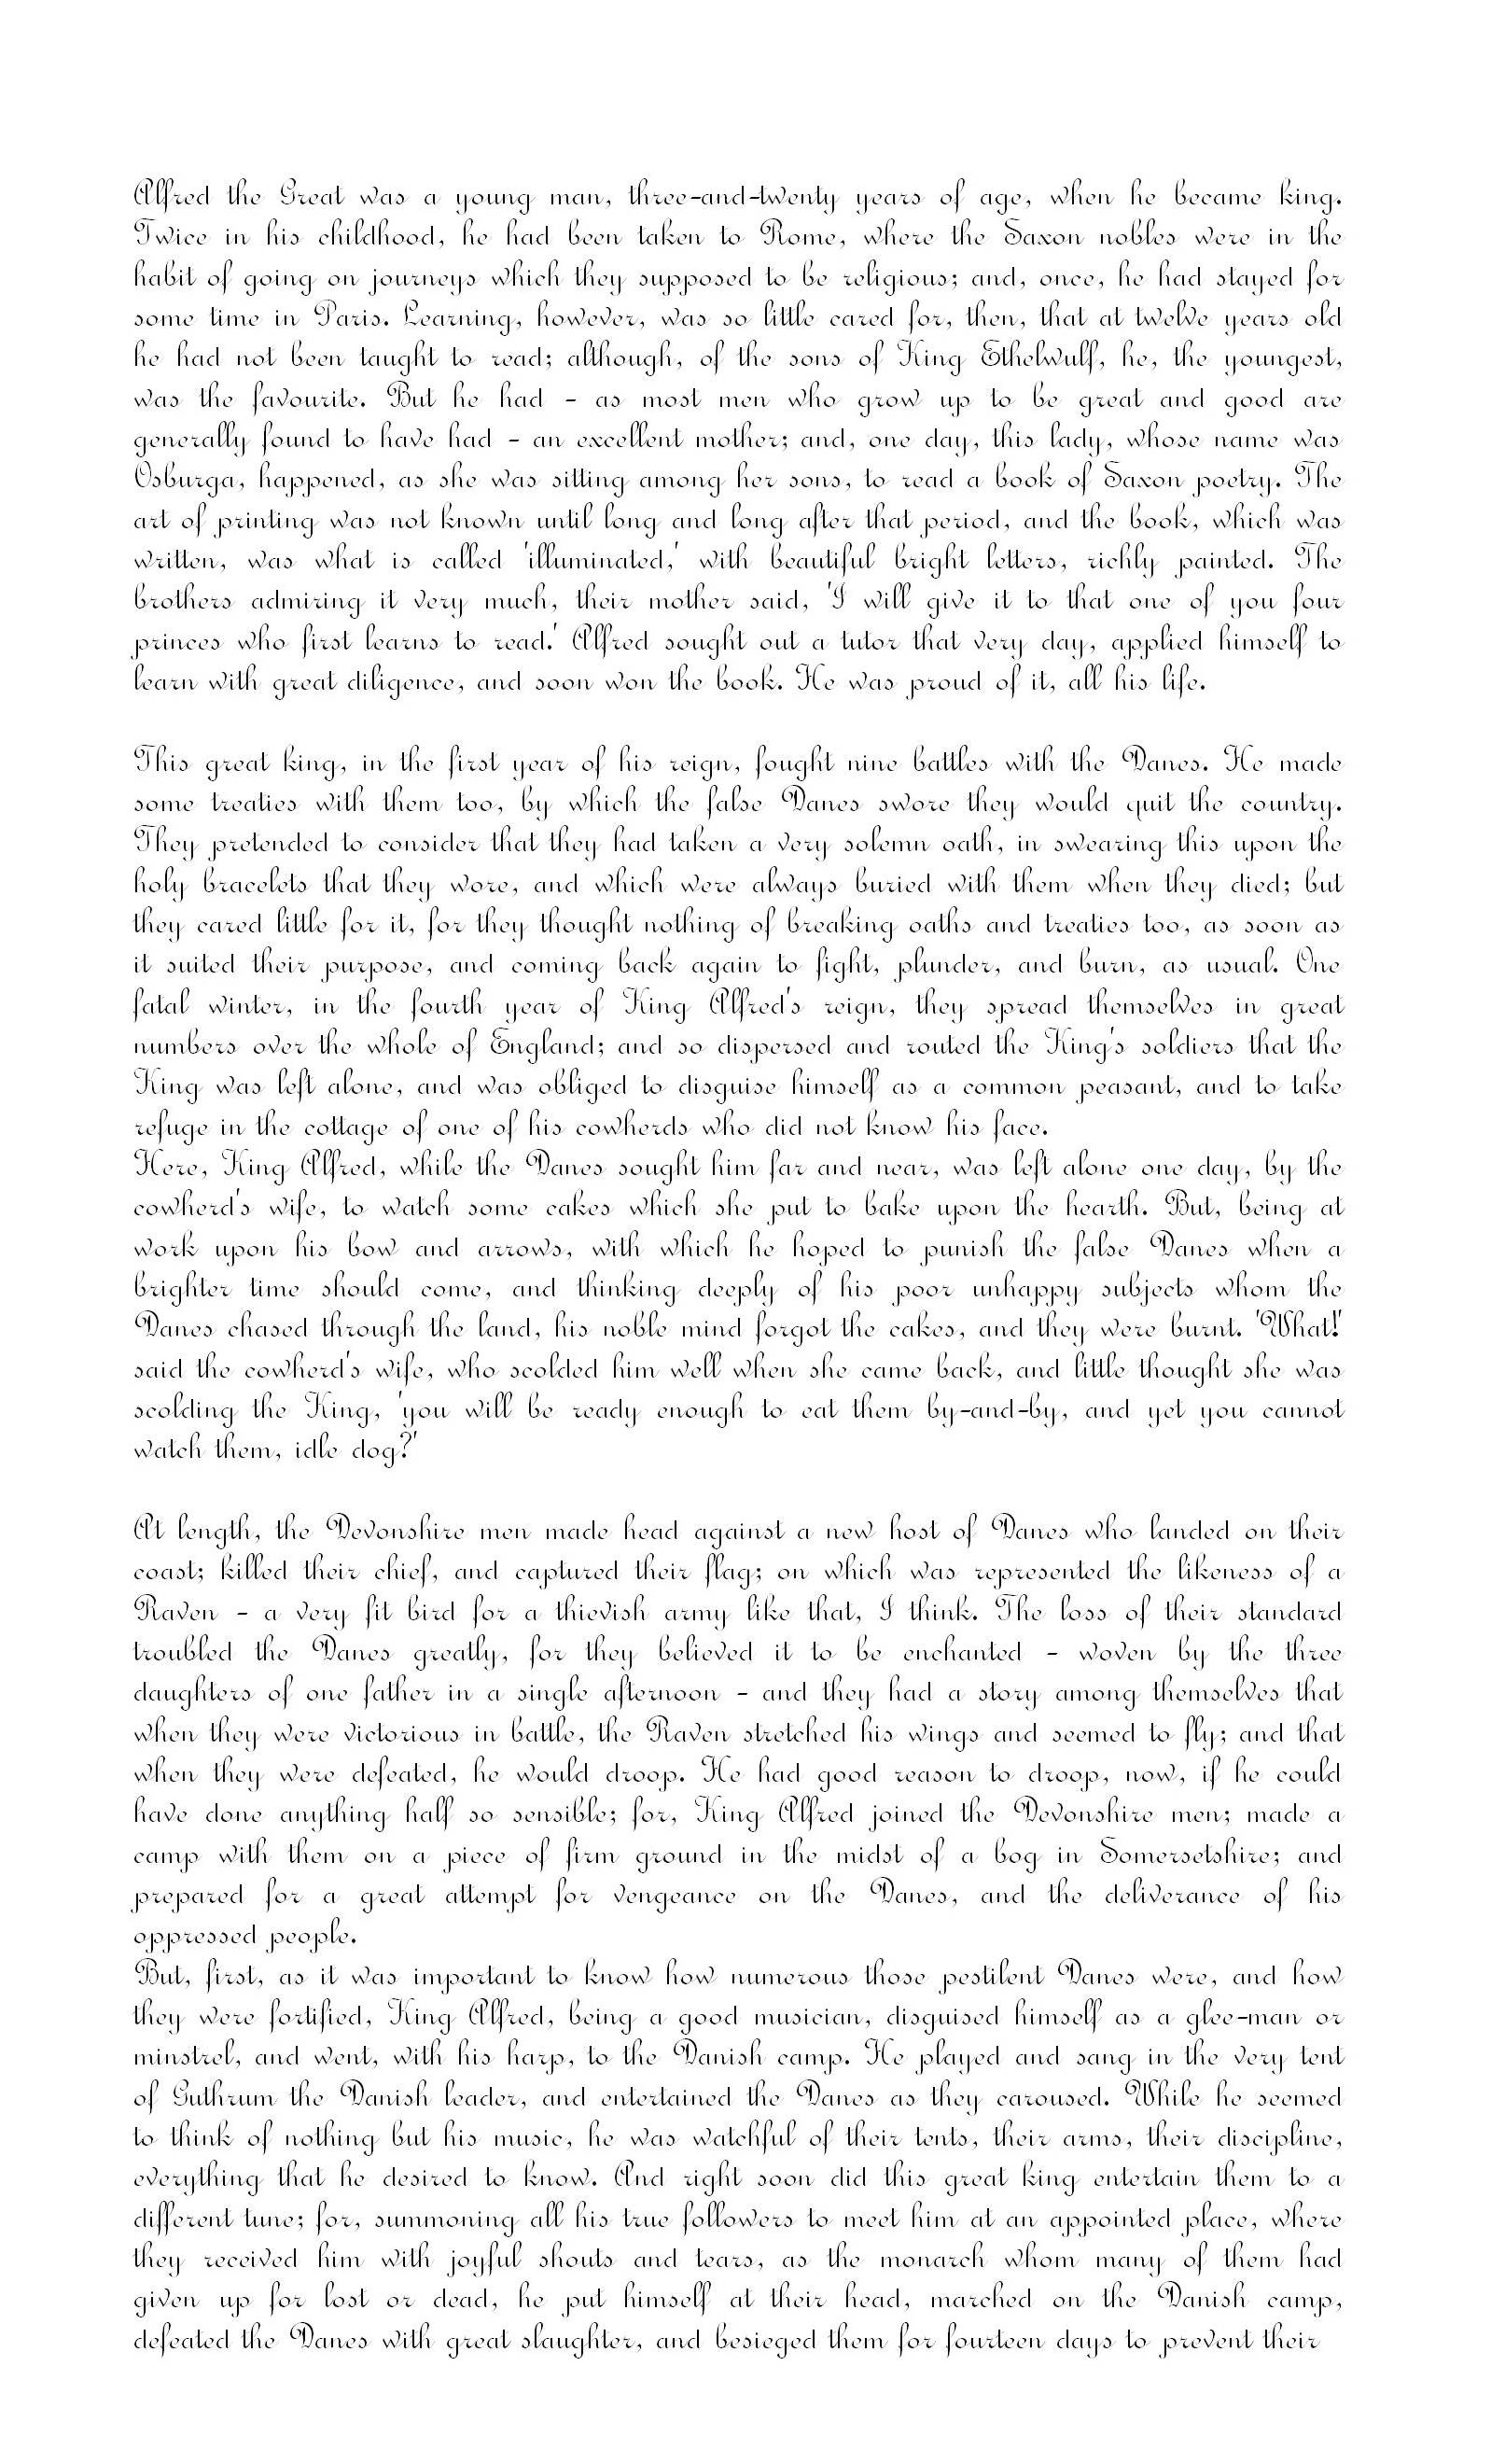 Alfred the Great was a young man, three-and-twenty years of age, when he became king.
Twice in his childhood, he had been taken to Rome, where the Saxon nobles were in the
habit of going on journeys which they supposed to be religious; and, once, he had stayed for
some time in Paris. Learning, however, was so little cared for, then, that at twelve years old
he had not been taught to read; although, of the sons of King Ethelwulf, he, the youngest,
was the favourite. But he had - as most men who grow up to be great and good are
generally found to have had - an excellent mother; and, one day, this lady, whose name was
Osburga, happened, as she was sitting among her sons, to read a book of Saxon poetry. The
art of printing was not known until long and long after that period, and the book, which was
written, was what is called 'illuminated,' with beautiful bright letters, richly painted. The
brothers admiring it very much, their mother said, 'I will give it to that one of you four
princes who first learns to read.' Alfred sought out a tutor that very day, applied himself to
learn with great diligence, and soon won the book. He was proud of it, all his life.

This great king, in the first year of his reign, fought nine battles with the Danes. He made
some treaties with them too, by which the false Danes swore they would quit the country.
They pretended to consider that they had taken a very solemn oath, in swearing this upon the
holy bracelets that they wore, and which were always buried with them when they died; but
they cared little for it, for they thought nothing of breaking oaths and treaties too, as soon as
it suited their purpose, and coming back again to fight, plunder, and burn, as usual. One
fatal winter, in the fourth year of King Alfred's reign, they spread themselves in great
numbers over the whole of England; and so dispersed and routed the King's soldiers that the
King was left alone, and was obliged to disguise himself as a common peasant, and to take
refuge in the cottage of one of his cowherds who did not know his face.
Here, King Alfred, while the Danes sought him far and near, was left alone one day, by the
cowherd's wife, to watch some cakes which she put to bake upon the hearth. But, being at
work upon his bow and arrows, with which he hoped to punish the false Danes when a
brighter time should come, and thinking deeply of his poor unhappy subjects whom the
Danes chased through the land, his noble mind forgot the cakes, and they were burnt. 'What!'
said the cowherd's wife, who scolded him well when she came back, and little thought she was
scolding the King, 'you will be ready enough to eat them by-and-by, and yet you cannot
watch them, idle dog?'

At length, the Devonshire men made head against a new host of Danes who landed on their
coast; killed their chief, and captured their flag; on which was represented the likeness of a
Raven - a very fit bird for a thievish army like that, I think. The loss of their standard
troubled the Danes greatly, for they believed it to be enchanted - woven by the three
daughters of one father in a single afternoon - and they had a story among themselves that
when they were victorious in battle, the Raven stretched his wings and seemed to fly; and that
when they were defeated, he would droop. He had good reason to droop, now, if he could
have done anything half so sensible; for, King Alfred joined the Devonshire men; made a
camp with them on a piece of firm ground in the midst of a bog in Somersetshire; and
prepared for a great attempt for vengeance on the Danes, and the deliverance of his
oppressed people.
But, first, as it was important to know how numerous those pestilent Danes were, and how
they were fortified, King Alfred, being a good musician, disguised himself as a glee-man or
minstrel, and went, with his harp, to the Danish camp. He played and sang in the very tent
of Guthrum the Danish leader, and entertained the Danes as they caroused. While he seemed
to think of nothing but his music, he was watchful of their tents, their arms, their discipline,
everything that he desired to know. And right soon did this great king entertain them to a
different tune; for, summoning all his true followers to meet him at an appointed place, where
they received him with joyful shouts and tears, as the monarch whom many of them had
given up for lost or dead, he put himself at their head, marched on the Danish camp,
defeated the Danes with great slaughter, and besieged them for fourteen days to prevent their